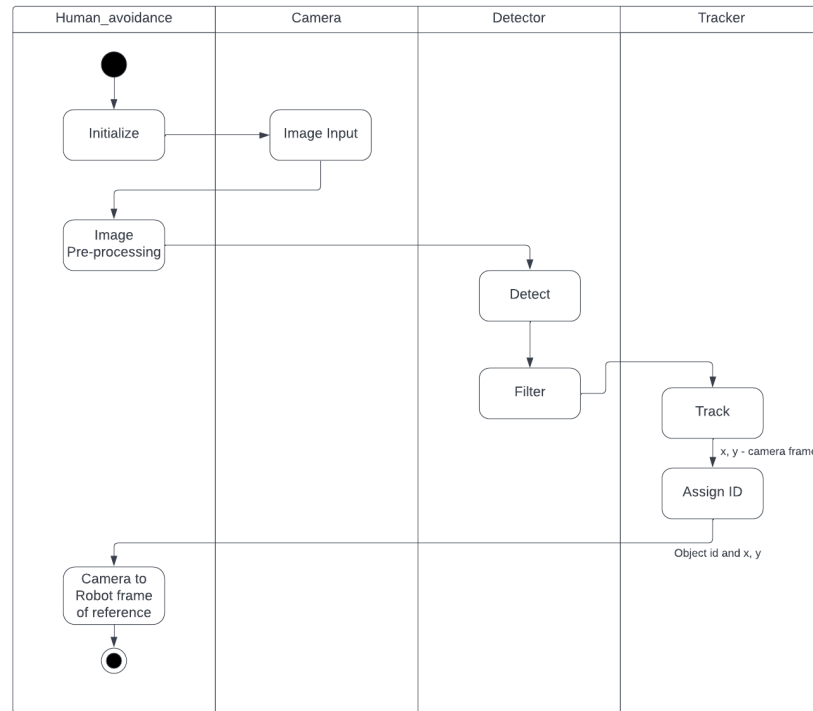 Human_avoidance
Camera
Detector
Tracker
Initialize
Image Input
Image
Pre-processing
Detect
Filter
Track
x, y - camera frame
Assign ID
Object id and x, y
Camera to
Robot frame
of reference